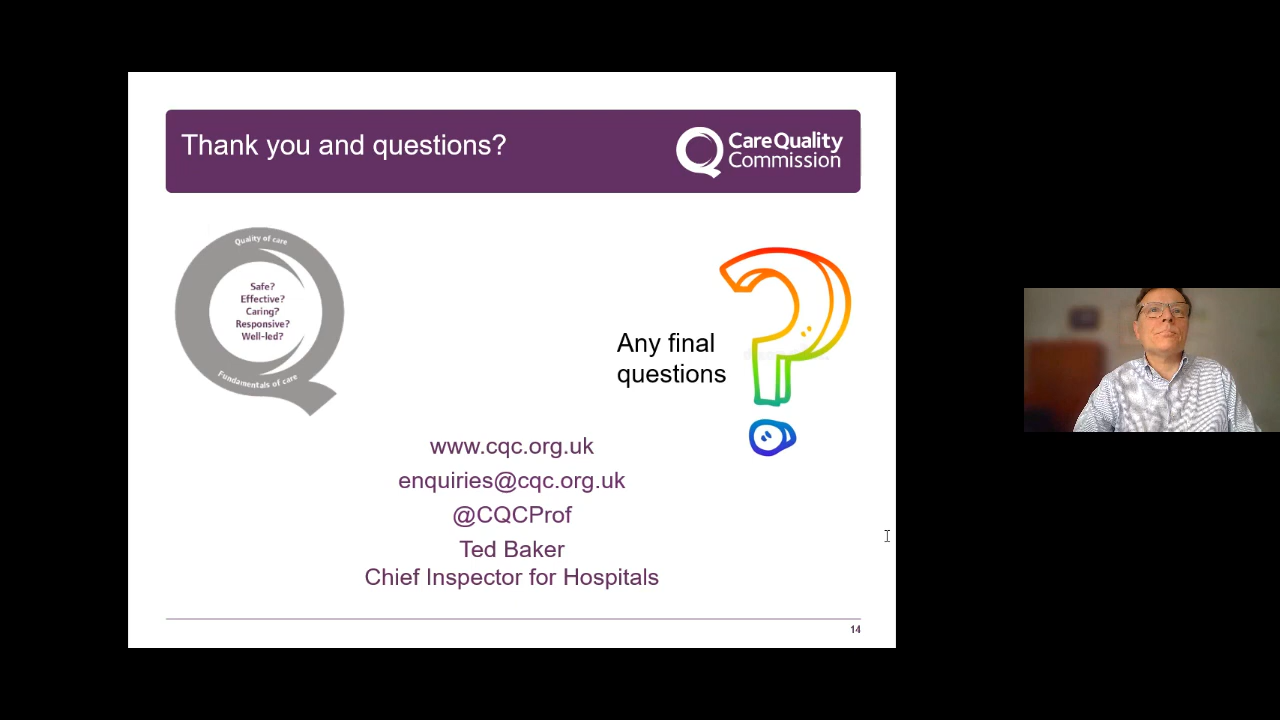 Thank you and questions?
CareQuality
Commission
Quality of care
Safe?
Effective?
Caring?
Responsive?
Well-led?
Fundamentals of care
Any final
questions
www.cqc.org.uk
enquiries@cqc.org.uk
@CQCProf
Ted Baker
Chief Inspector for Hospitals
14